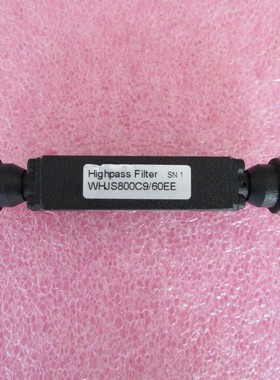 Highpass Filter SN 1
WHJS800C9/60EE